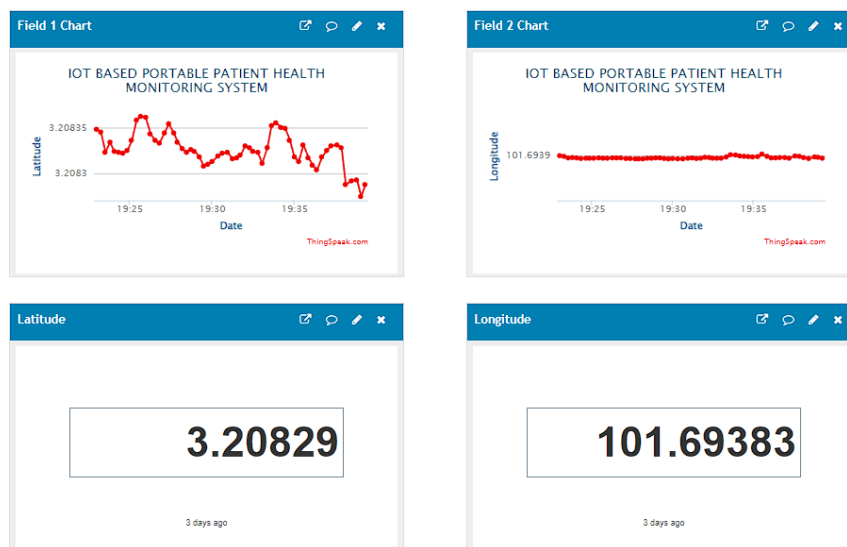 Field 1 Chart
IOT BASED PORTABLE PATIENT HEALTH
MONITORING SYSTEM
3.20835
3.2083
Latitude
19:25 19:30 19:35
Date
ThingSpeak.com
Field 2 Chart
IOT BASED PORTABLE PATIENT HEALTH
MONITORING SYSTEM
101.6939
Longitude
19:25 19:30 19:35
Date
ThingSpeak.com
Latitude
3.20829
3 days ago
Longitude
101.69383
3 days ago